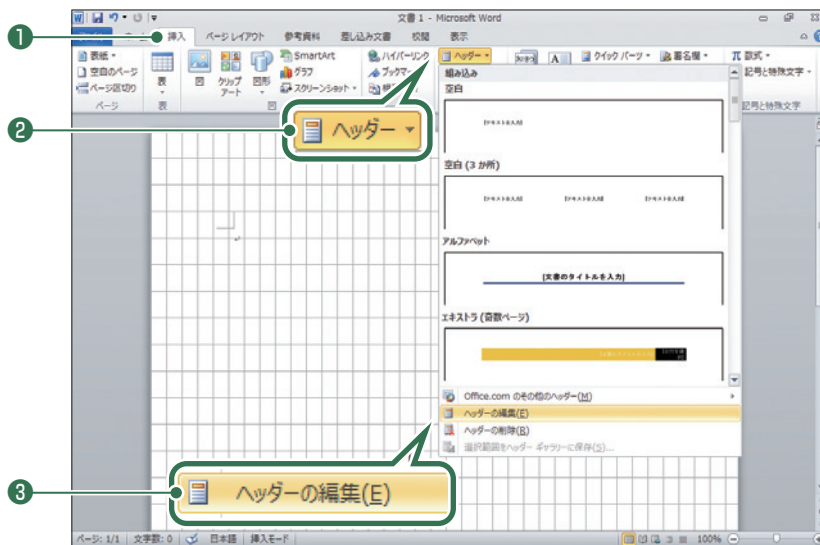 文書 1 - Microsoft Word
❶
挿入 ページ レイアウト 参考資料 差し込み文書 校閲 表示
表紙 SmartArt ハイパーリンク ヘッダー クイック パーツ 署名欄 π 数式
空白のページ 表 図 クリップアート 図形 グラフ A 記号と特殊文字
ページ区切り スクリーンショット
ページ 表 図 記号と特殊文字
❷ ヘッダー
組み込み
空白
[テキストを入力]
空白 (3 か所)
[テキストを入力] [テキストを入力] [テキストを入力]
アルファベット
[文書のタイトルを入力]
エキストラ (奇数ページ)
Office.com のその他のヘッダー(M)
ヘッダーの編集(E)
ヘッダーの削除(R)
選択範囲をヘッダー ギャラリーに保存(S)...
❸ ヘッダーの編集(E)
ページ: 1/1 文字数: 0 日本語 挿入モード 100%